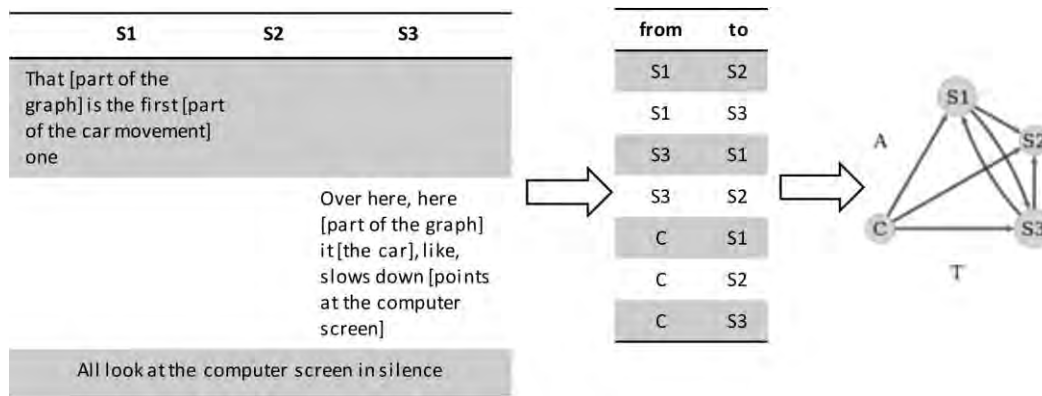 S1 S2 S3
That [part of the
graph] is the first [part
of the car movement]
one
Over here, here
[part of the graph]
it [the car], like,
slows down [points
at the computer
screen]
All look at the computer screen in silence
from to
S1 S2
S1 S3
S3 S1
S3 S2
C S1
C S2
C S3
S1
S2
A
C
S3
T